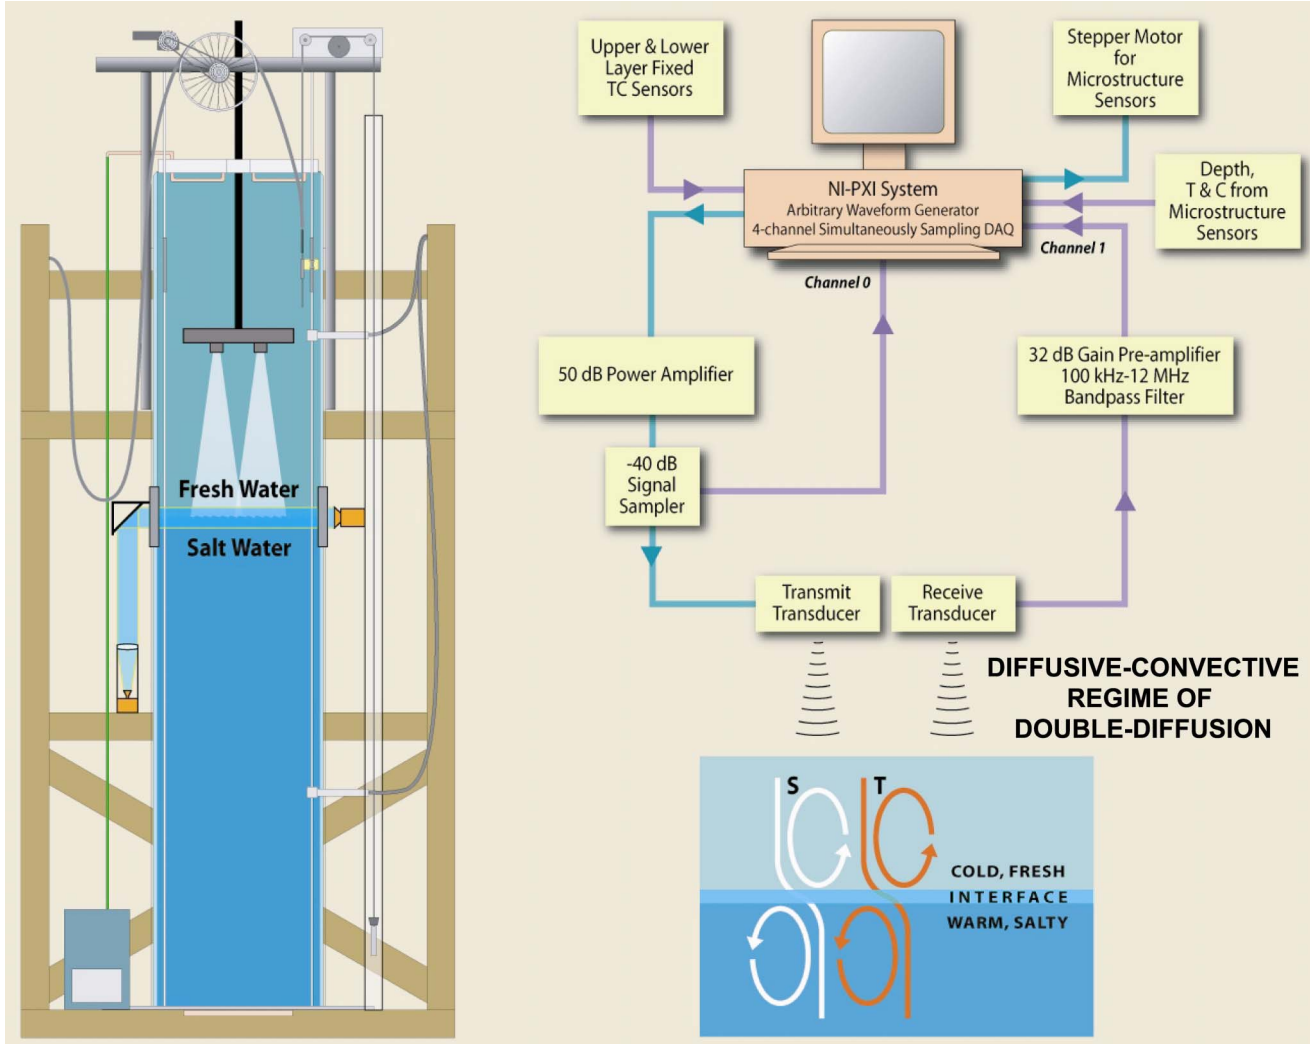 Fresh Water
Salt Water
Upper & Lower
Layer Fixed
TC Sensors
NI-PXI System
Arbitrary Waveform Generator
4-channel Simultaneously Sampling DAQ
Stepper Motor
for
Microstructure
Sensors
Depth,
T & C from
Microstructure
Sensors
Channel 1
Channel 0
50 dB Power Amplifier
32 dB Gain Pre-amplifier
100 kHz-12 MHz
Bandpass Filter
-40 dB
Signal
Sampler
Transmit
Transducer
Receive
Transducer
DIFFUSIVE-CONVECTIVE
REGIME OF
DOUBLE-DIFFUSION
S T
COLD, FRESH
INTERFACE
WARM, SALTY